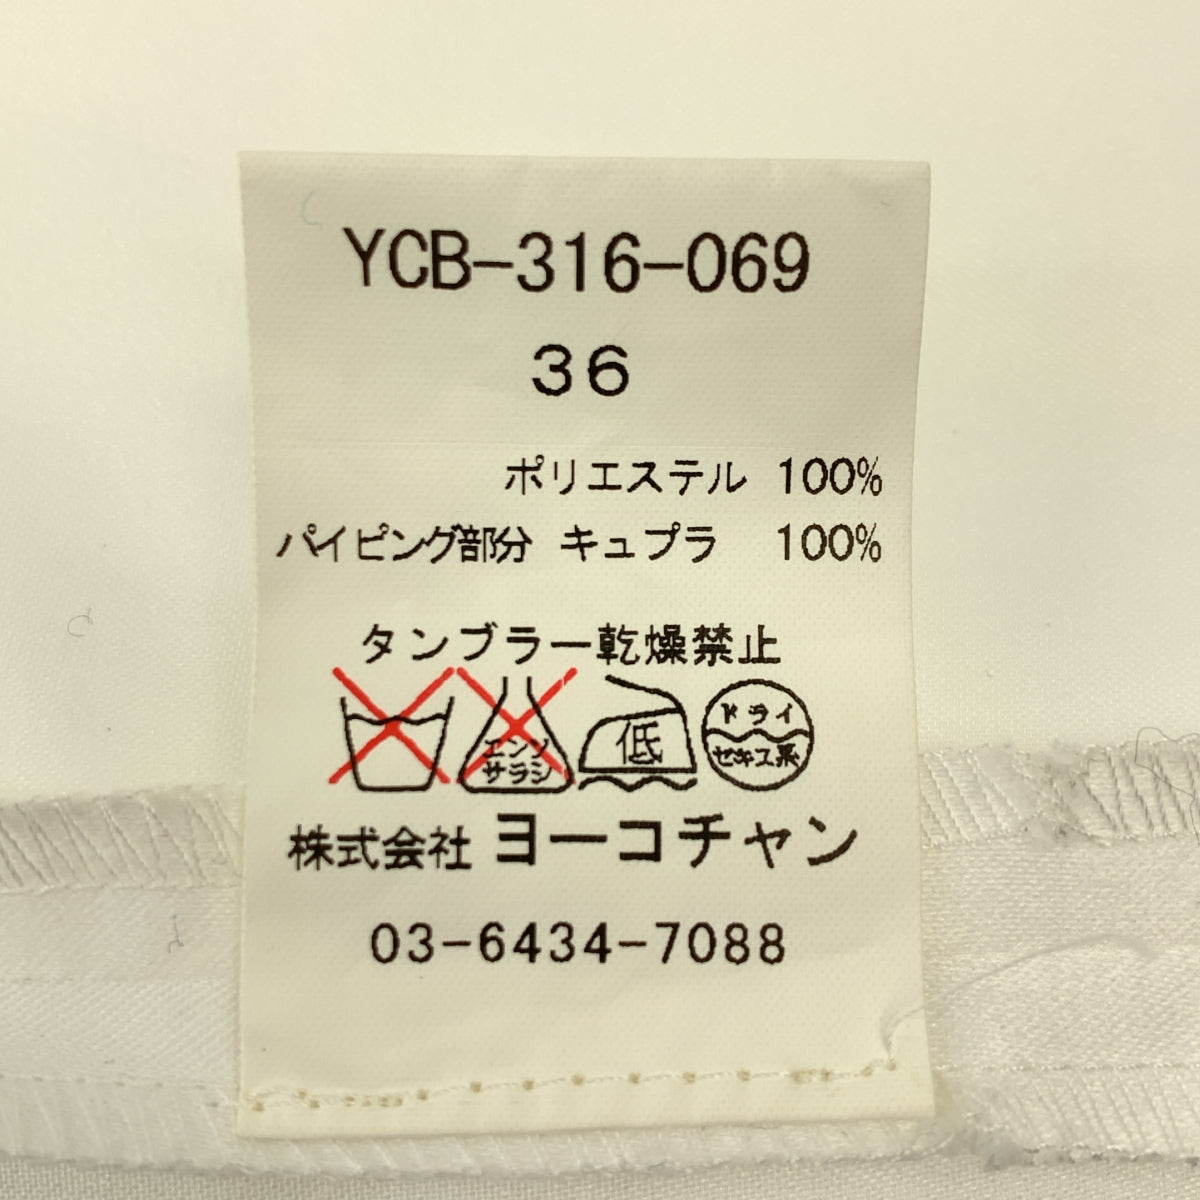 YCB-316-069
36
ポリエステル 100%
パイピング部分 キュプラ 100%
タンブラー乾燥禁止
エンソ
サラシ
低
ドライ
セキユ系
株式会社 ヨーコチャン
03-6434-7088